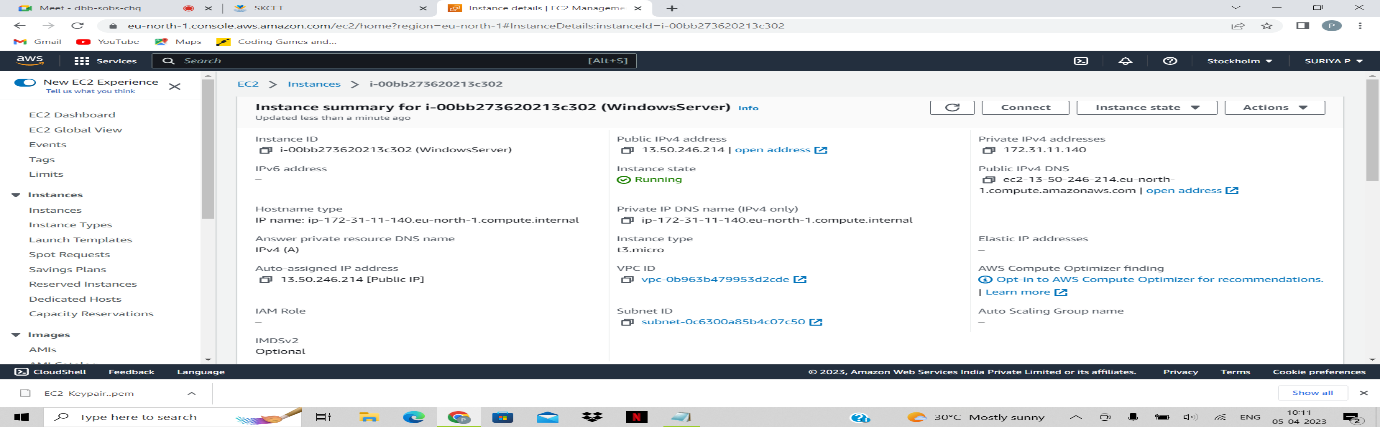 Meet - dhb-sohs-chq
SKCET
Instance details | EC2 Manageme
eu-north-1.console.aws.amazon.com/ec2/home?region=eu-north-1#InstanceDetails:instanceId=i-00bb273620213c302
P
Gmail YouTube Maps Coding Games and...
aws Services Search [Alt+S] Stockholm SURIYA P
New EC2 Experience
Tell us what you think
EC2 Dashboard
EC2 Global View
Events
Tags
Limits
Instances
Instances
Instance Types
Launch Templates
Spot Requests
Savings Plans
Reserved Instances
Dedicated Hosts
Capacity Reservations
Images
AMIs
AMI Catalog
EC2 > Instances > i-00bb273620213c302
Instance summary for i-00bb273620213c302 (WindowsServer) Info
Connect Instance state Actions
Updated less than a minute ago
Instance ID
i-00bb273620213c302 (WindowsServer)
Public IPv4 address
13.50.246.214 | open address
Private IPv4 addresses
172.31.11.140
IPv6 address
–
Instance state
Running
Public IPv4 DNS
ec2-13-50-246-214.eu-north-
1.compute.amazonaws.com | open address
Hostname type
IP name: ip-172-31-11-140.eu-north-1.compute.internal
Private IP DNS name (IPv4 only)
ip-172-31-11-140.eu-north-1.compute.internal
Answer private resource DNS name
IPv4 (A)
Instance type
t3.micro
Elastic IP addresses
–
Auto-assigned IP address
13.50.246.214 [Public IP]
VPC ID
vpc-0b963b479953d2cde
AWS Compute Optimizer finding
Opt-in to AWS Compute Optimizer for recommendations.
| Learn more
IAM Role
–
Subnet ID
subnet-0c6300a85b4c07c50
Auto Scaling Group name
–
IMDSv2
Optional
CloudShell Feedback Language © 2023, Amazon Web Services India Private Limited or its affiliates. Privacy Terms Cookie preferences
EC2 Keypair..pem
Show all
Type here to search
30°C Mostly sunny
ENG
10:11
05-04-2023
2